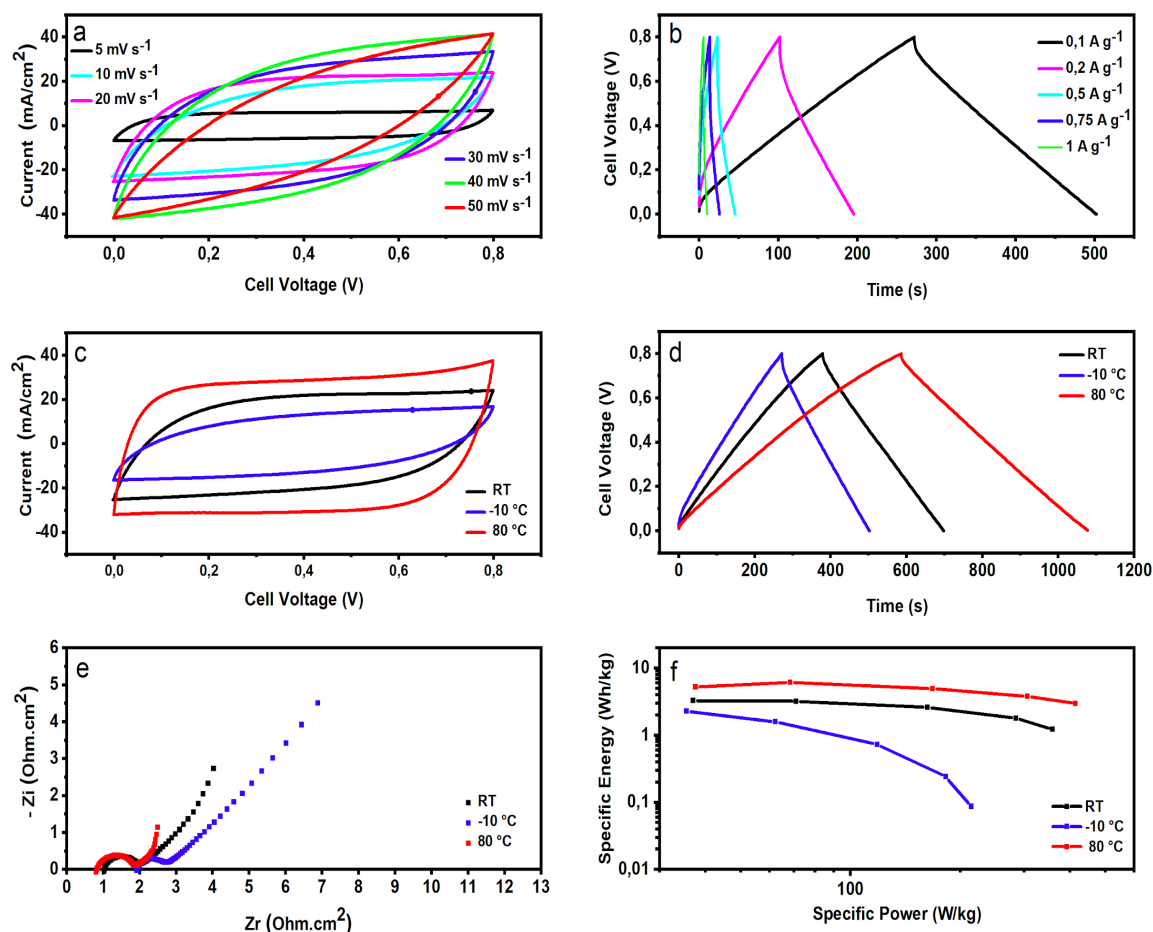 a
5 mV s-1
10 mV s-1
20 mV s-1
30 mV s-1
40 mV s-1
50 mV s-1
Current (mA/cm2)
40
20
0
-20
-40
0,0 0,2 0,4 0,6 0,8
Cell Voltage (V)
b
0,1 A g-1
0,2 A g-1
0,5 A g-1
0,75 A g-1
1 A g-1
Cell Voltage (V)
0,8
0,6
0,4
0,2
0,0
0 100 200 300 400 500
Time (s)
c
RT
-10 °C
80 °C
Current (mA/cm2)
40
20
0
-20
-40
0,0 0,2 0,4 0,6 0,8
Cell Voltage (V)
d
RT
-10 °C
80 °C
Cell Voltage (V)
0,8
0,6
0,4
0,2
0,0
0 200 400 600 800 1000 1200
Time (s)
e
RT
-10 °C
80 °C
- Zi (Ohm.cm2)
6
5
4
3
2
1
0
0 1 2 3 4 5 6 7 8 9 10 11 12 13
Zr (Ohm.cm2)
f
RT
-10 °C
80 °C
Specific Energy (Wh/kg)
10
1
0,1
0,01
100
Specific Power (W/kg)